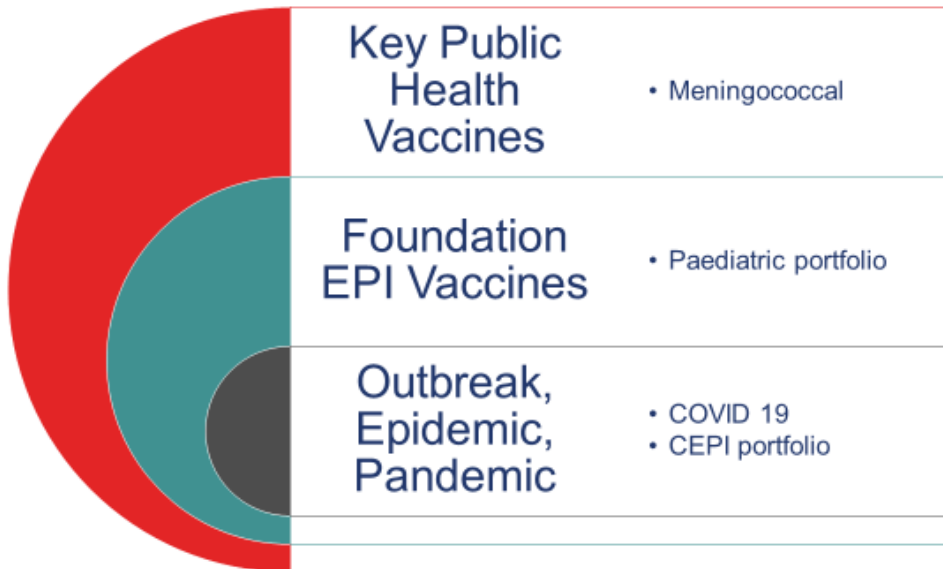 Key Public
Health
Vaccines
• Meningococcal
Foundation
EPI Vaccines
• Paediatric portfolio
Outbreak,
Epidemic,
Pandemic
• COVID 19
• CEPI portfolio